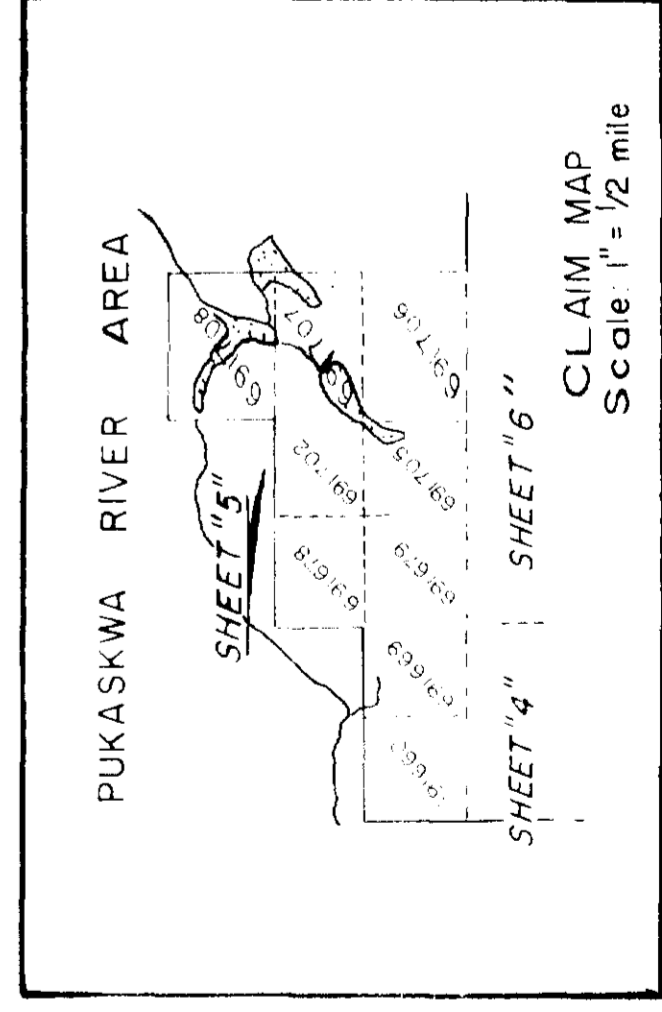 PUKASKWA RIVER AREA
691708
SHEET "5"
691707
691702
691678
691706
691705
691679
691669
91660
SHEET "4"
SHEET "6"
CLAIM MAP
Scale: 1" = 1/2 mile